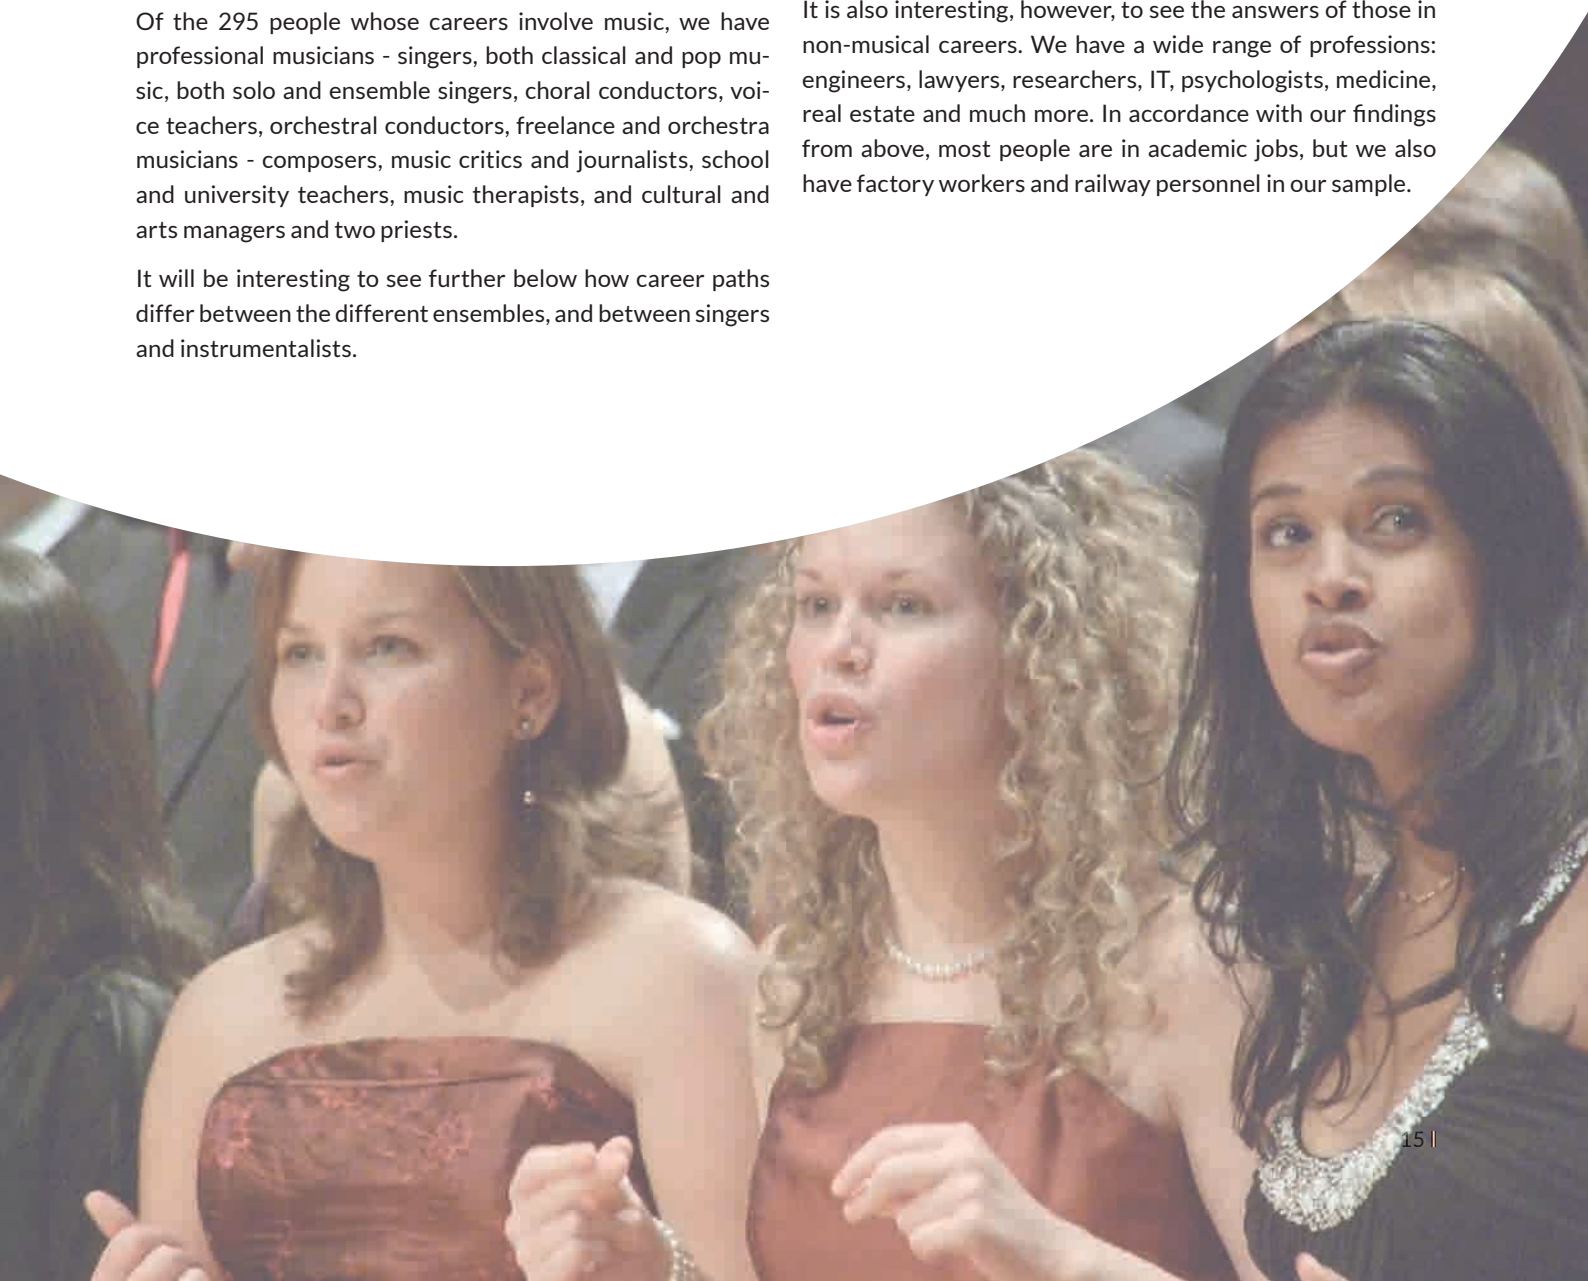 Of the 295 people whose careers involve music, we have
professional musicians - singers, both classical and pop mu-
sic, both solo and ensemble singers, choral conductors, voi-
ce teachers, orchestral conductors, freelance and orchestra
musicians - composers, music critics and journalists, school
and university teachers, music therapists, and cultural and
arts managers and two priests.
It will be interesting to see further below how career paths
differ between the different ensembles, and between singers
and instrumentalists.
It is also interesting, however, to see the answers of those in
non-musical careers. We have a wide range of professions:
engineers, lawyers, researchers, IT, psychologists, medicine,
real estate and much more. In accordance with our findings
from above, most people are in academic jobs, but we also
have factory workers and railway personnel in our sample.
15